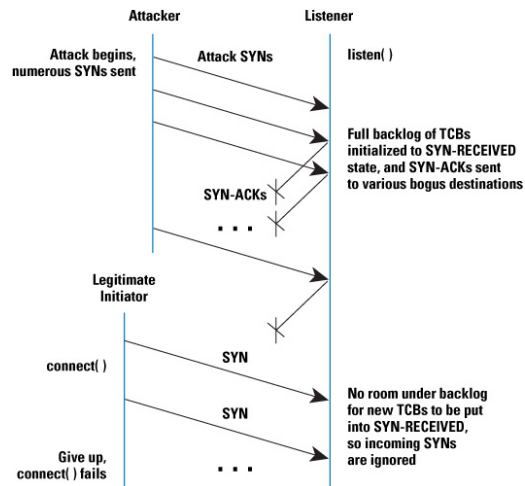 Attacker
Listener
Attack begins,
numerous SYNs sent
Attack SYNs
listen( )
Full backlog of TCBs
initialized to SYN-RECEIVED
state, and SYN-ACKs sent
to various bogus destinations
SYN-ACKs
...
Legitimate
Initiator
connect( )
SYN
SYN
No room under backlog
for new TCBs to be put
into SYN-RECEIVED,
so incoming SYNs
are ignored
Give up,
connect( ) fails
...